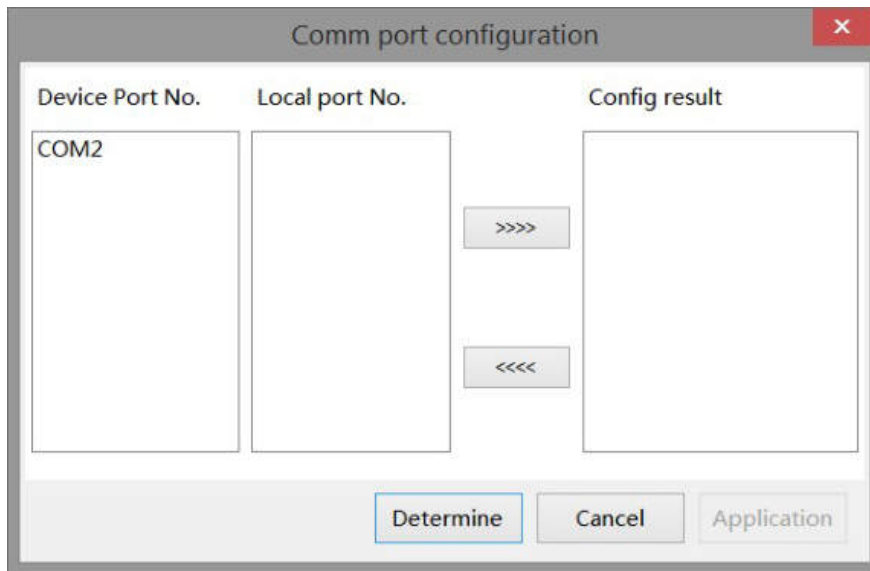 Comm port configuration
Device Port No.
Local port No.
Config result
COM2
>>>>
<<<<
Determine
Cancel
Application